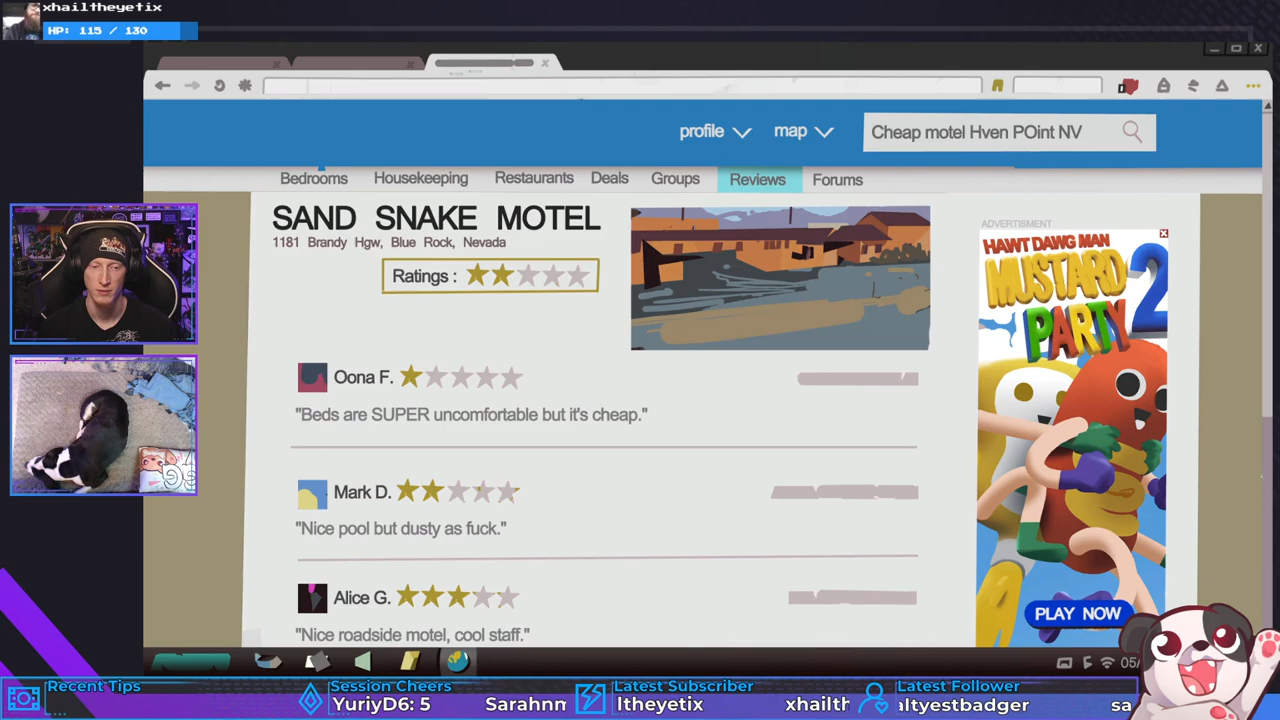 xhailtheyetix
HP: 115 / 130
profile
map
Cheap motel Hven POint NV
Bedrooms
Housekeeping
Restaurants
Deals
Groups
Reviews
Forums
SAND SNAKE MOTEL
1181 Brandy Hgw, Blue Rock, Nevada
Ratings :
ADVERTISMENT
HAWT DAWG MAN
MUSTARD
PARTY 2
Oona F.
"Beds are SUPER uncomfortable but it's cheap."
Mark D.
"Nice pool but dusty as fuck."
Alice G.
"Nice roadside motel, cool staff."
PLAY NOW
05/
Recent Tips
Session Cheers
YuriyD6: 5 Sarahnn
Latest Subscriber
ltheyetix xhailth
Latest Follower
altyestbadger sa